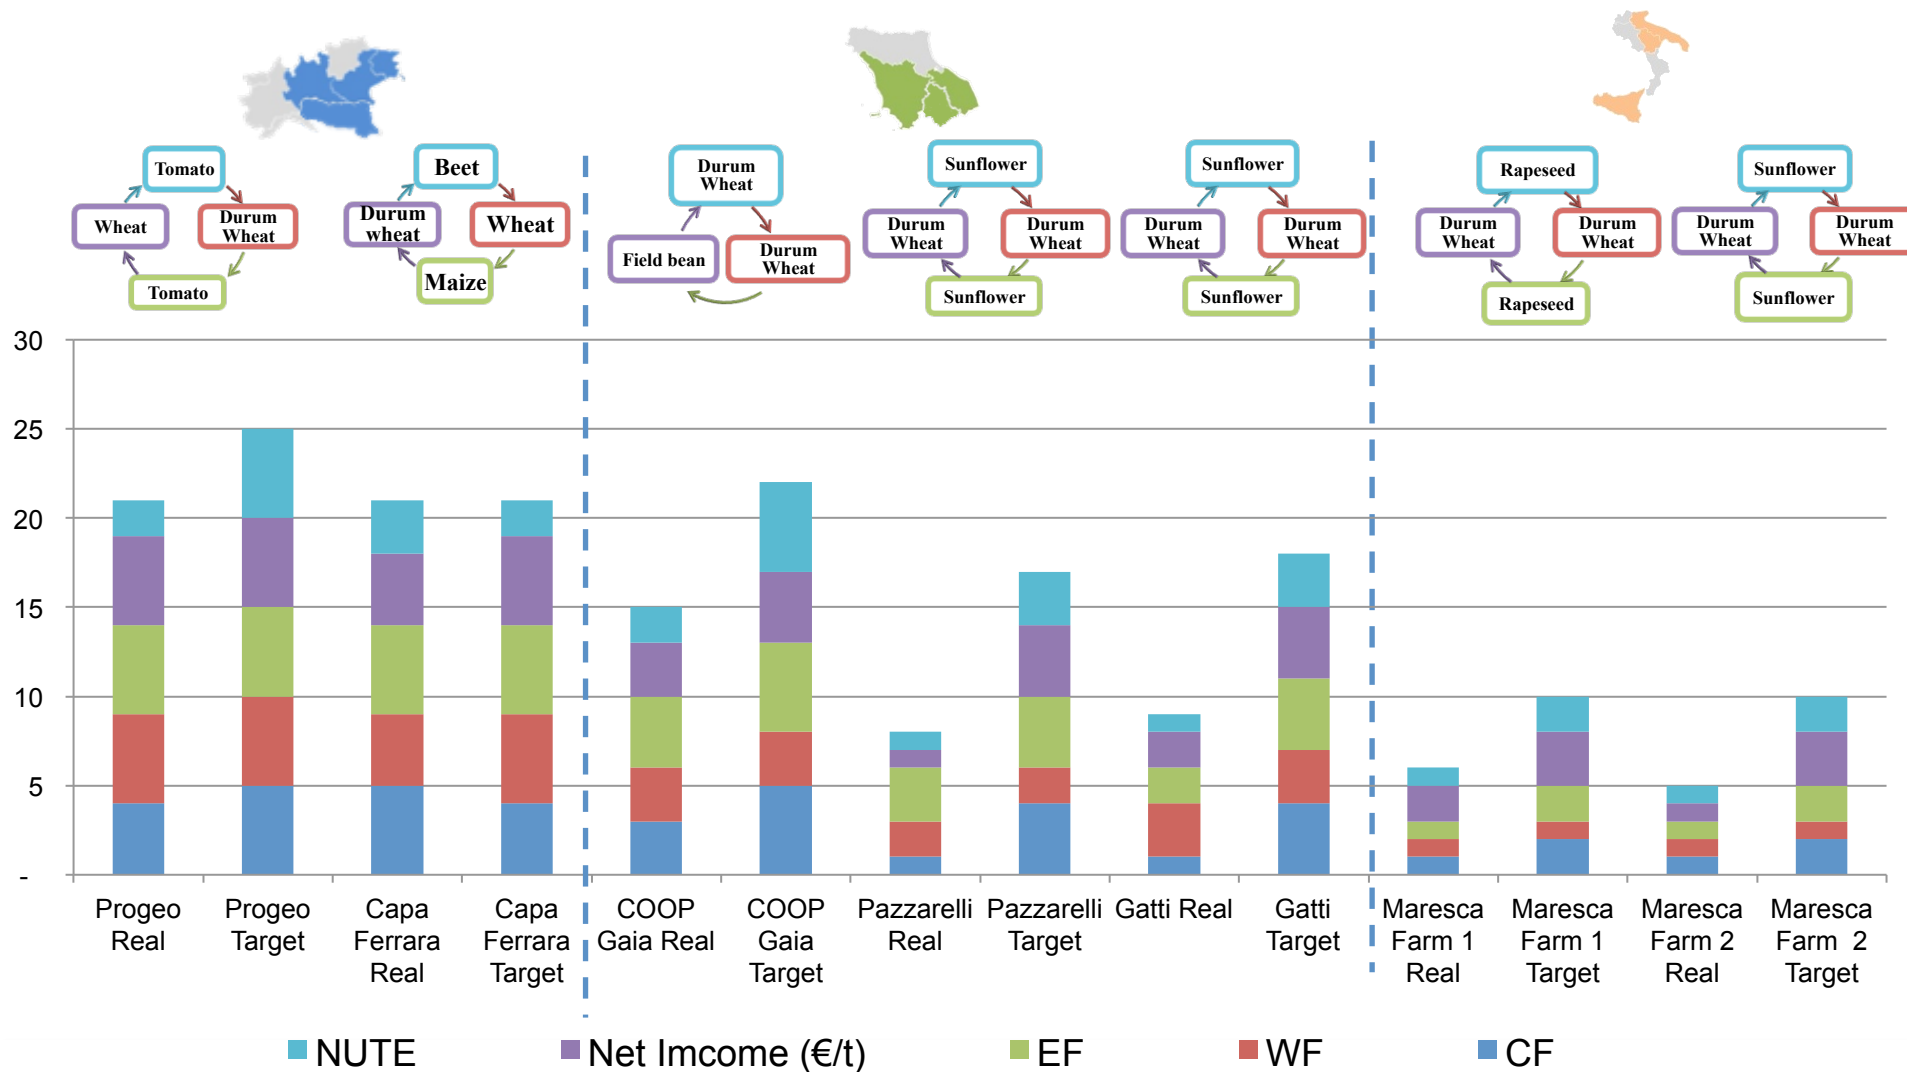 Tomato
Wheat
Durum
Wheat
Tomato
Beet
Durum
wheat
Wheat
Maize
Durum
Wheat
Field bean
Durum
Wheat
Sunflower
Durum
Wheat
Durum
Wheat
Sunflower
Sunflower
Durum
Wheat
Durum
Wheat
Sunflower
Rapeseed
Durum
Wheat
Durum
Wheat
Rapeseed
Sunflower
Durum
Wheat
Durum
Wheat
Sunflower
30
25
20
15
10
5
-
Progeo
Real
Progeo
Target
Capa
Ferrara
Real
Capa
Ferrara
Target
COOP
Gaia Real
COOP
Gaia
Target
Pazzarelli
Real
Pazzarelli
Target
Gatti Real
Gatti
Target
Maresca
Farm 1
Real
Maresca
Farm 1
Target
Maresca
Farm 2
Real
Maresca
Farm 2
Target
NUTE
Net Imcome (€/t)
EF
WF
CF